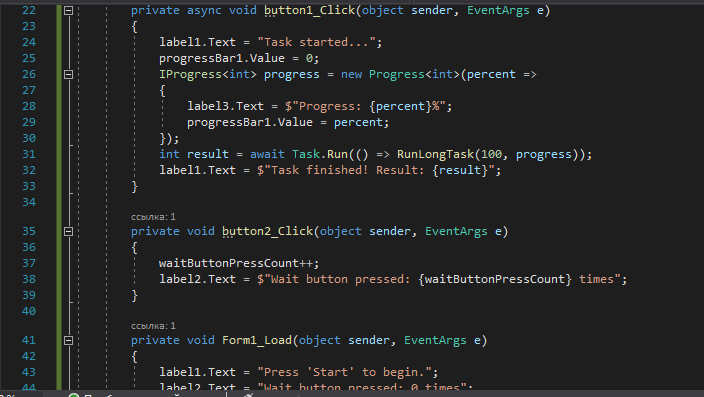 22 private async void button1_Click(object sender, EventArgs e)
23 {
24 label1.Text = "Task started...";
25 progressBar1.Value = 0;
26 IProgress<int> progress = new Progress<int>(percent =>
27 {
28 label3.Text = $"Progress: {percent}%";
29 progressBar1.Value = percent;
30 });
31 int result = await Task.Run(() => RunLongTask(100, progress));
32 label1.Text = $"Task finished! Result: {result}";
33 }
34
ссылка: 1
35 private void button2_Click(object sender, EventArgs e)
36 {
37 waitButtonPressCount++;
38 label2.Text = $"Wait button pressed: {waitButtonPressCount} times";
39 }
40
ссылка: 1
41 private void Form1_Load(object sender, EventArgs e)
42 {
43 label1.Text = "Press 'Start' to begin.";
44 label2.Text = "Wait button pressed: 0 times";